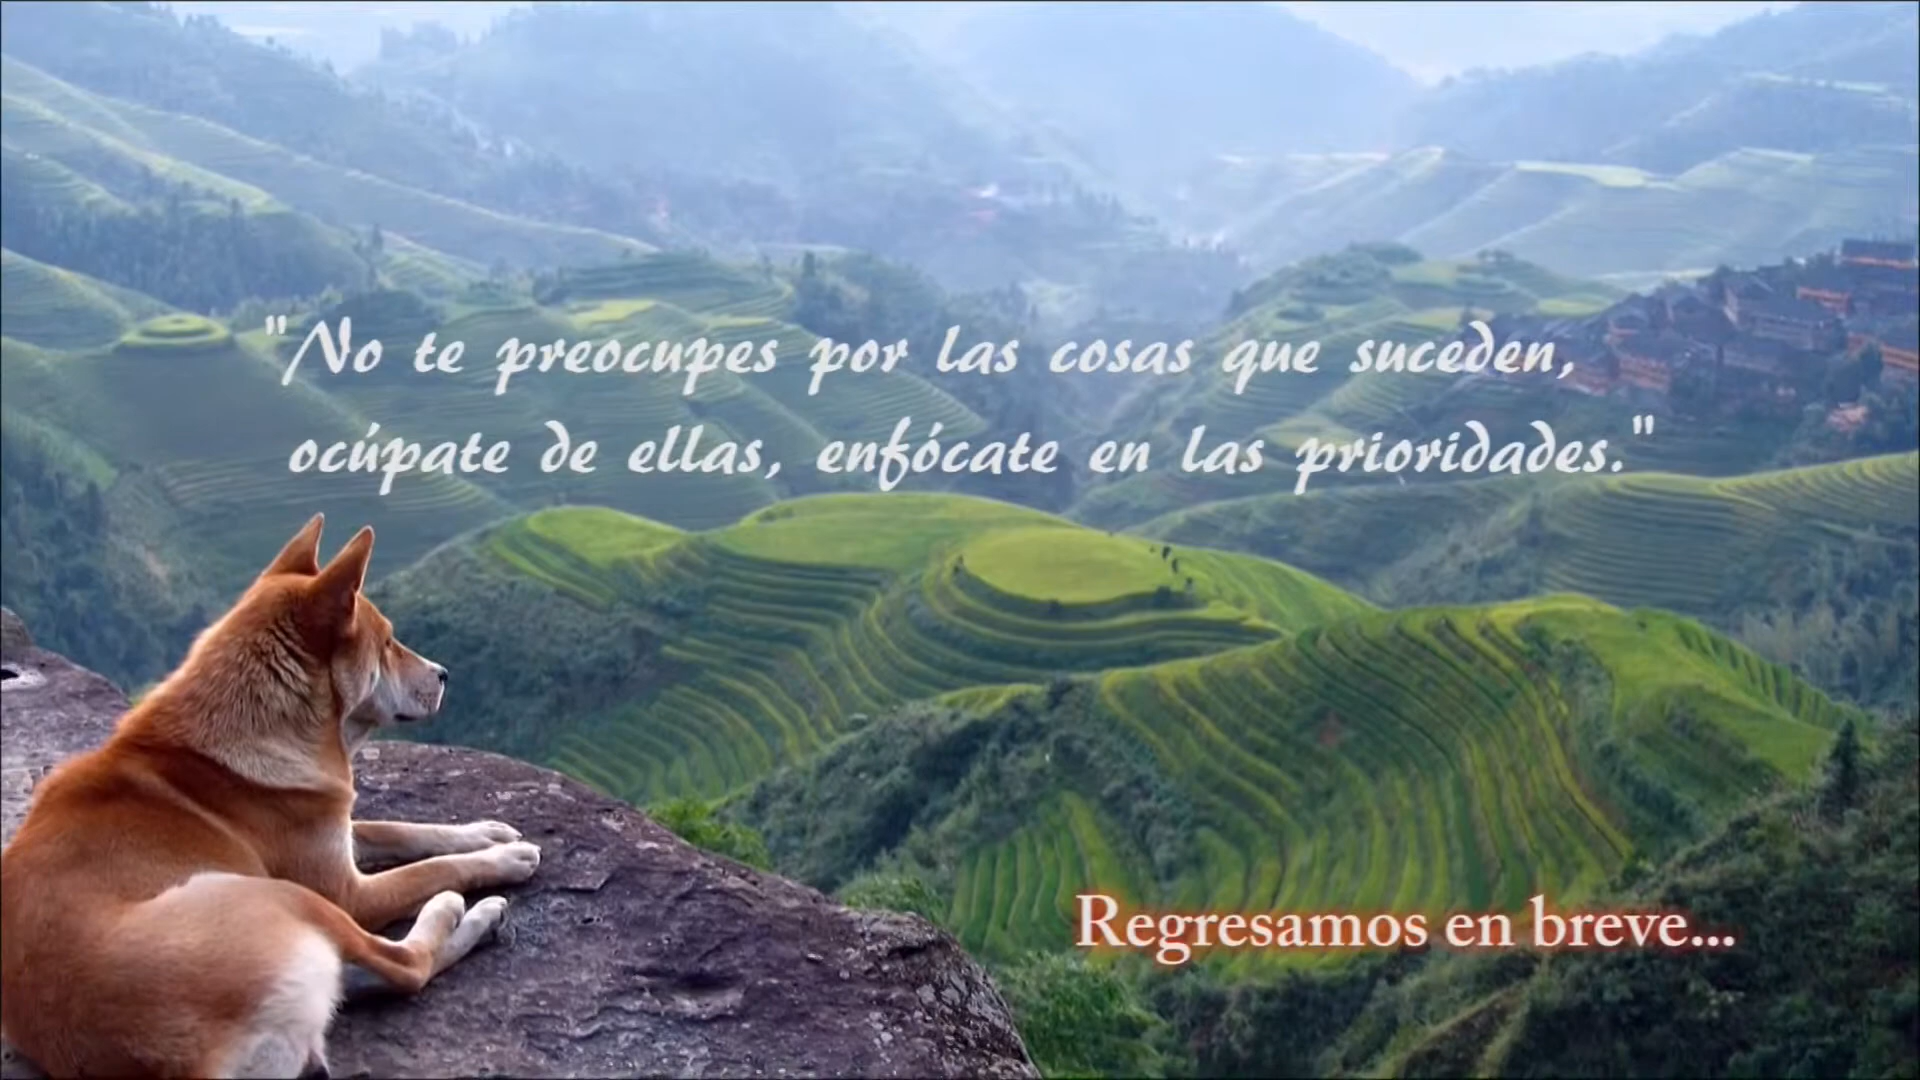 "No te preocupes por las cosas que suceden,
ocúpate de ellas, enfócate en las prioridades."
Regresamos en breve...